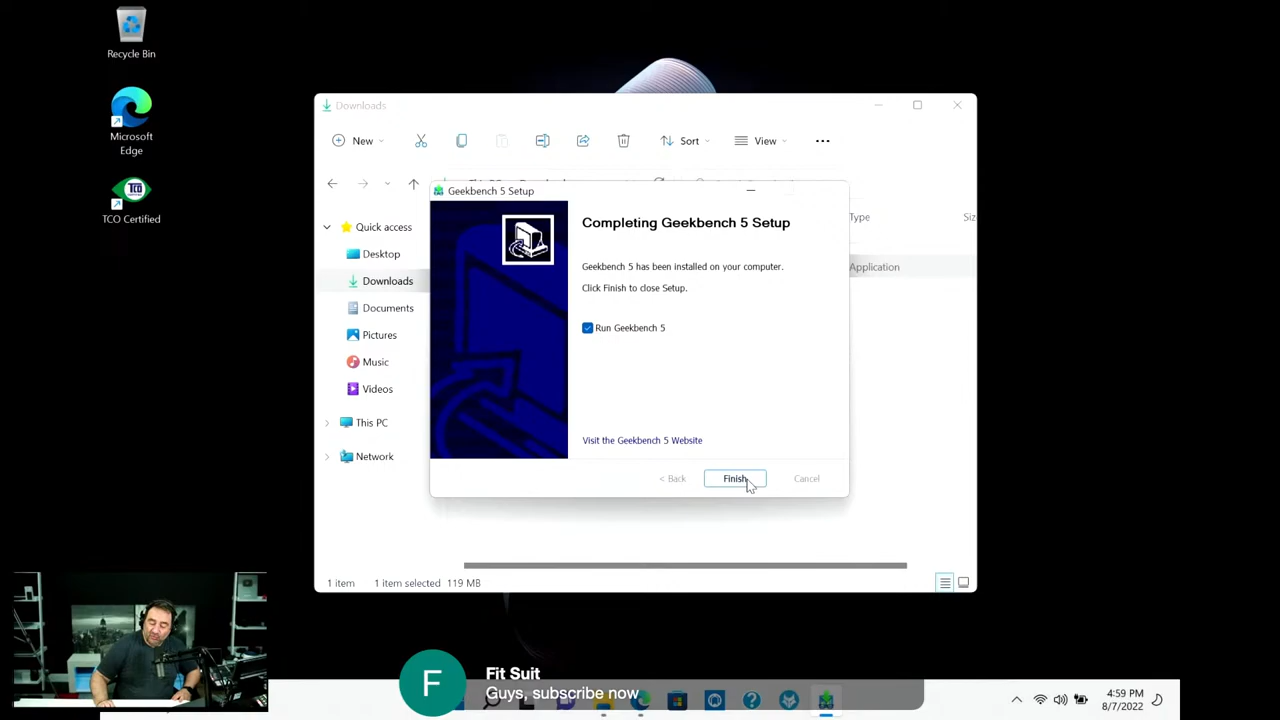 Recycle Bin
Microsoft
Edge
TCO Certified
Downloads
New
Sort
View
Geekbench 5 Setup
Completing Geekbench 5 Setup
Geekbench 5 has been installed on your computer.
Click Finish to close Setup.
Run Geekbench 5
Visit the Geekbench 5 Website
< Back
Finish
Cancel
Type
Application
Quick access
Desktop
Downloads
Documents
Pictures
Music
Videos
This PC
Network
1 item
1 item selected
119 MB
F
Fit Suit
Guys, subscribe now
4:59 PM
8/7/2022